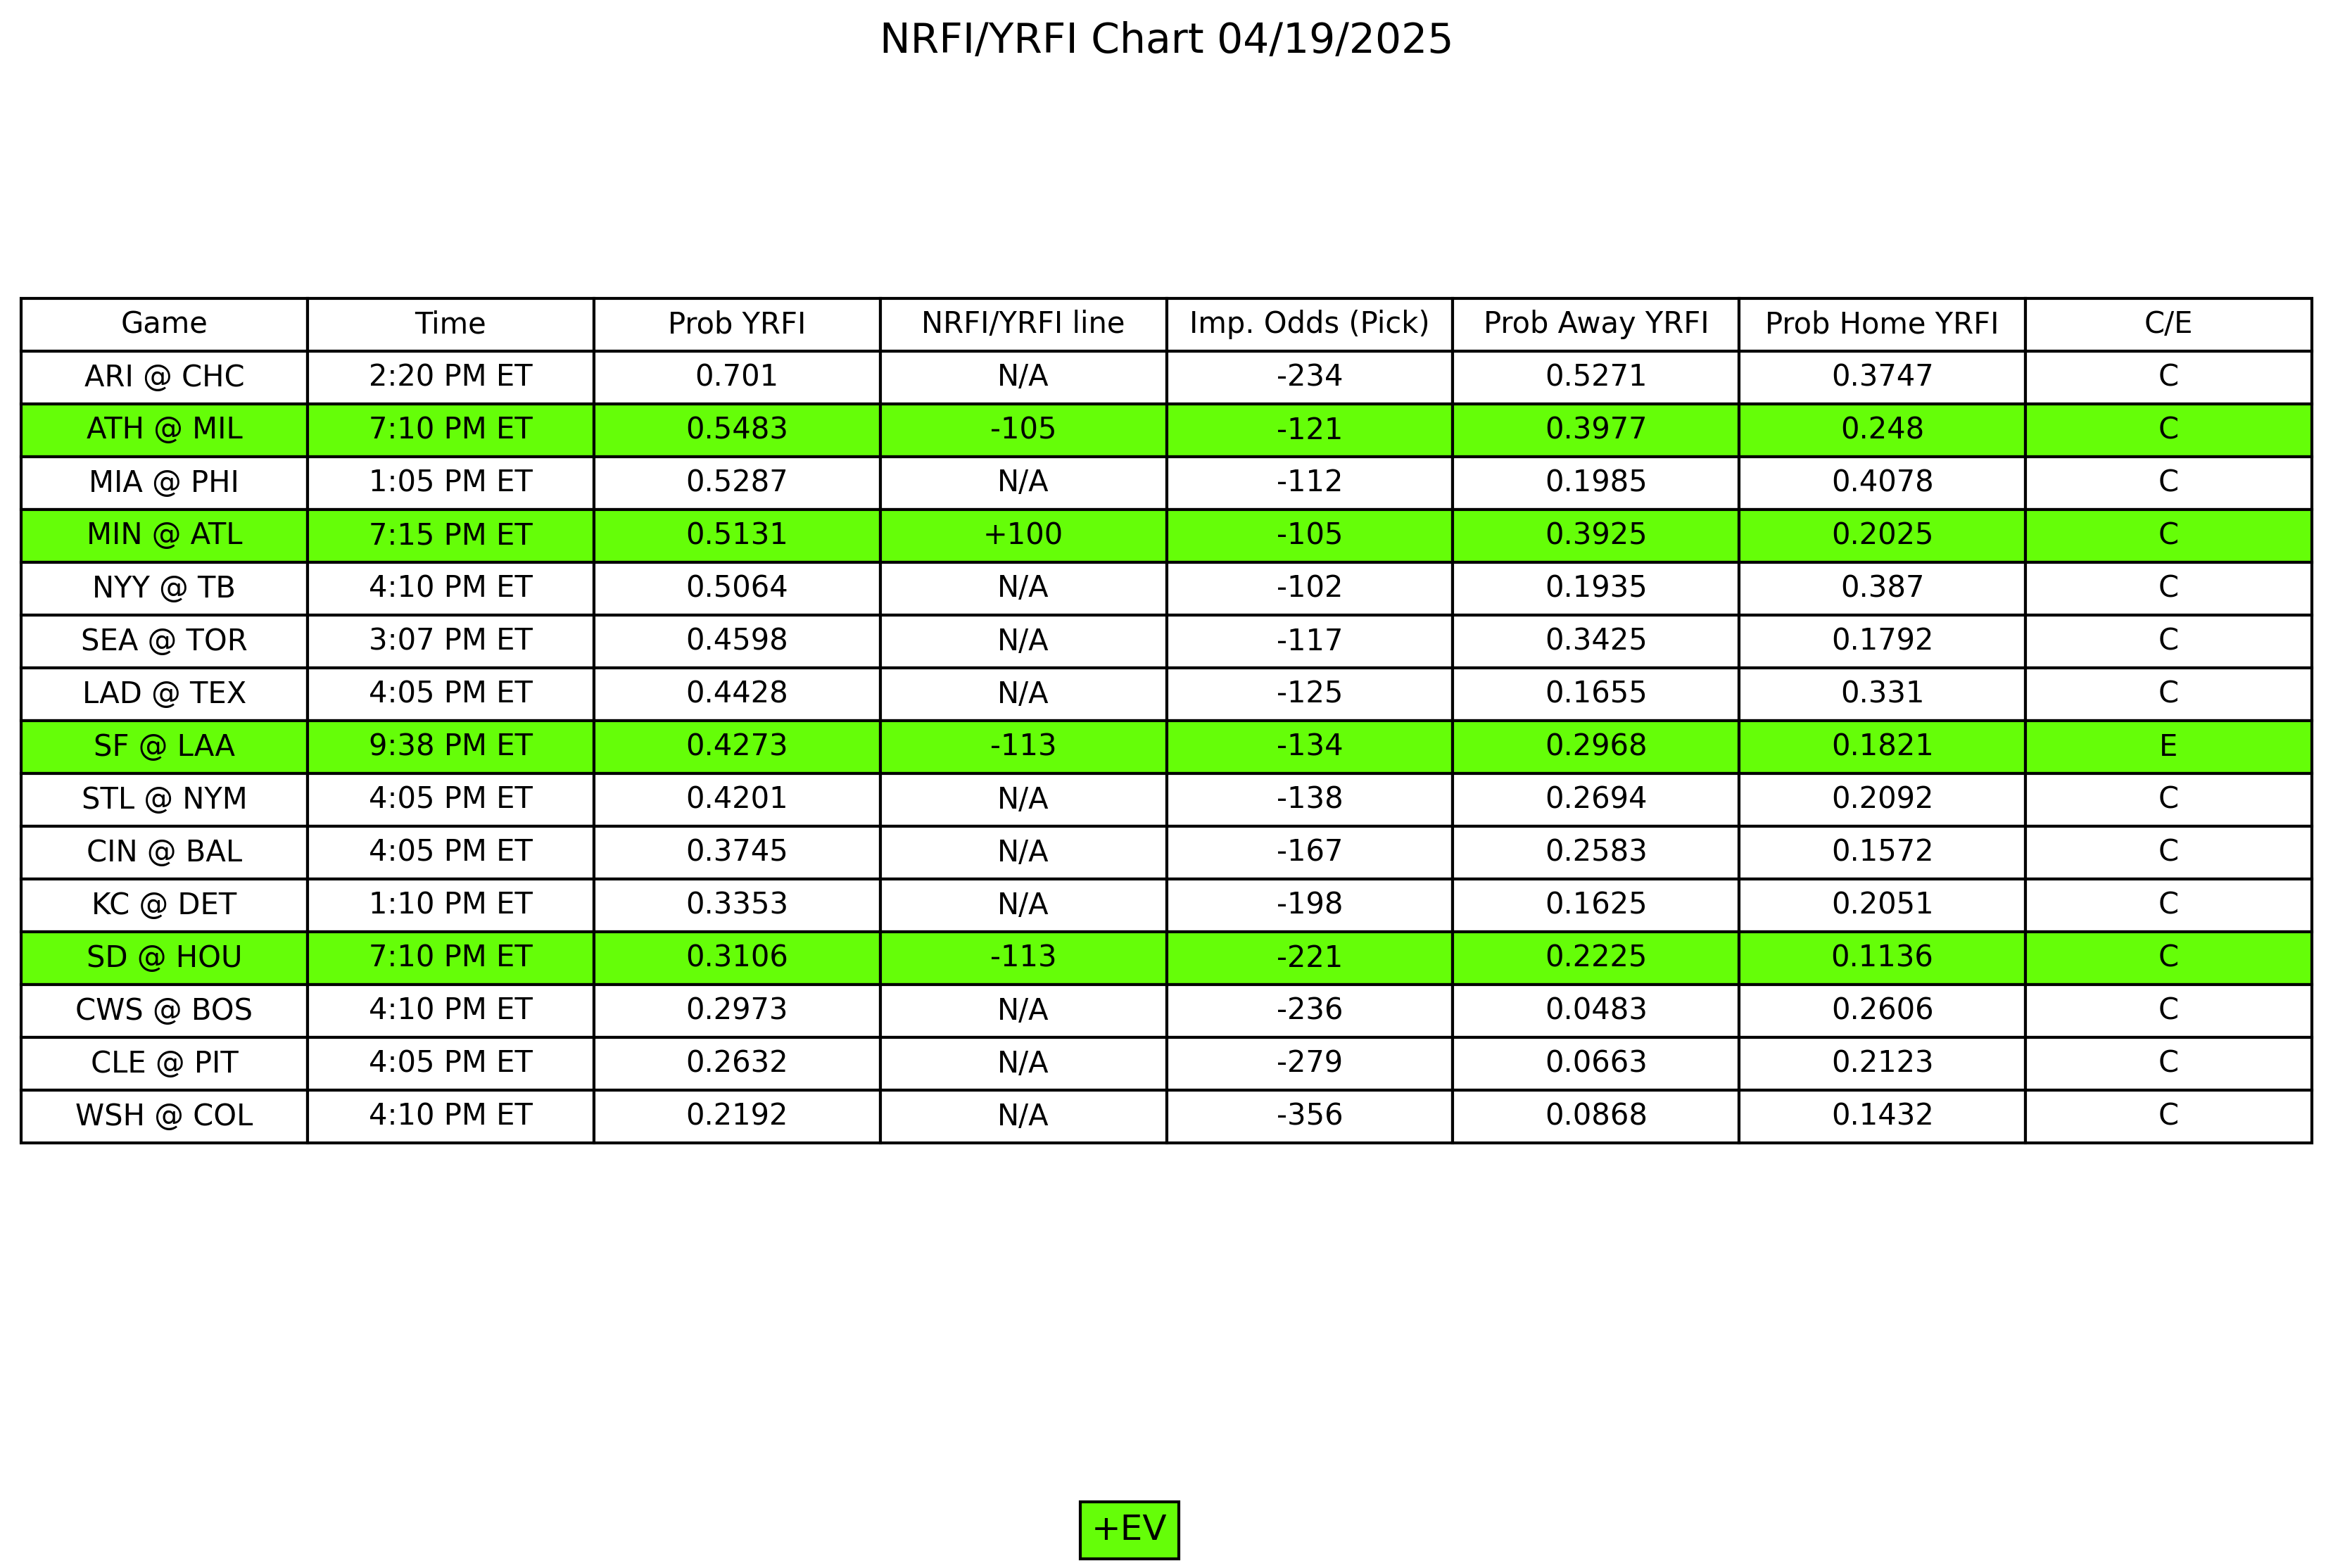 NRFI/YRFI Chart 04/19/2025
Game Time Prob YRFI NRFI/YRFI line Imp. Odds (Pick) Prob Away YRFI Prob Home YRFI C/E
ARI @ CHC 2:20 PM ET 0.701 N/A -234 0.5271 0.3747 C
ATH @ MIL 7:10 PM ET 0.5483 -105 -121 0.3977 0.248 C
MIA @ PHI 1:05 PM ET 0.5287 N/A -112 0.1985 0.4078 C
MIN @ ATL 7:15 PM ET 0.5131 +100 -105 0.3925 0.2025 C
NYY @ TB 4:10 PM ET 0.5064 N/A -102 0.1935 0.387 C
SEA @ TOR 3:07 PM ET 0.4598 N/A -117 0.3425 0.1792 C
LAD @ TEX 4:05 PM ET 0.4428 N/A -125 0.1655 0.331 C
SF @ LAA 9:38 PM ET 0.4273 -113 -134 0.2968 0.1821 E
STL @ NYM 4:05 PM ET 0.4201 N/A -138 0.2694 0.2092 C
CIN @ BAL 4:05 PM ET 0.3745 N/A -167 0.2583 0.1572 C
KC @ DET 1:10 PM ET 0.3353 N/A -198 0.1625 0.2051 C
SD @ HOU 7:10 PM ET 0.3106 -113 -221 0.2225 0.1136 C
CWS @ BOS 4:10 PM ET 0.2973 N/A -236 0.0483 0.2606 C
CLE @ PIT 4:05 PM ET 0.2632 N/A -279 0.0663 0.2123 C
WSH @ COL 4:10 PM ET 0.2192 N/A -356 0.0868 0.1432 C
+EV